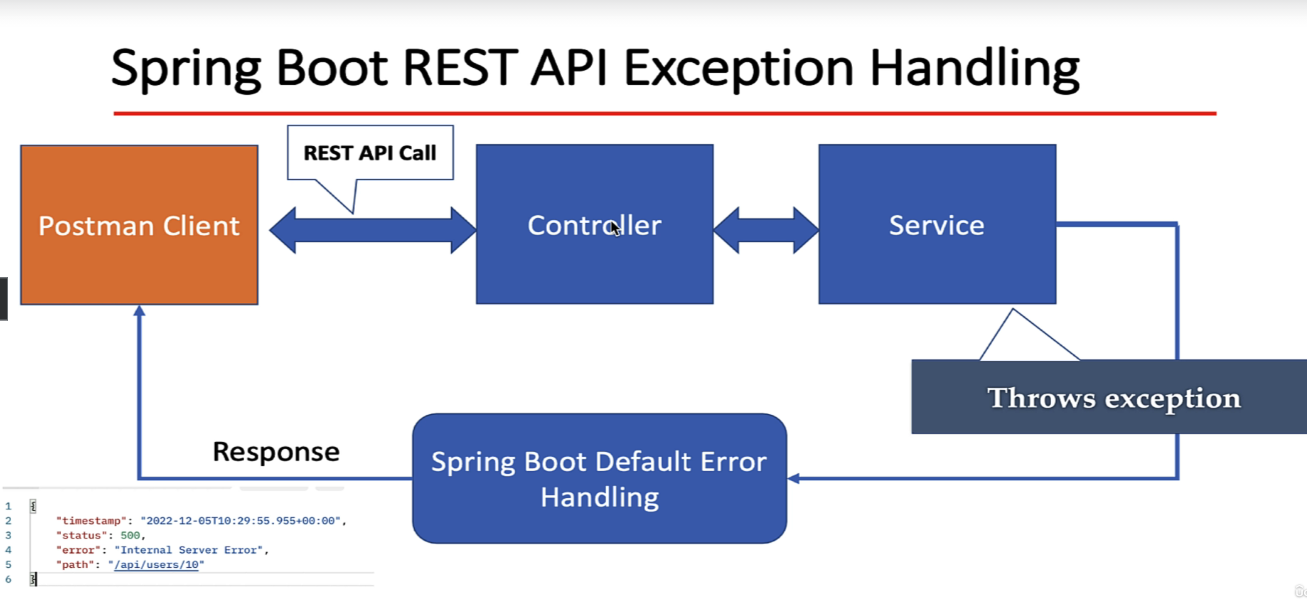 Spring Boot REST API Exception Handling
REST API Call
Postman Client
Controller
Service
Throws exception
Response
Spring Boot Default Error
Handling
1 {
2 "timestamp": "2022-12-05T10:29:55.955+00:00",
3 "status": 500,
4 "error": "Internal Server Error",
5 "path": "/api/users/10"
6 }